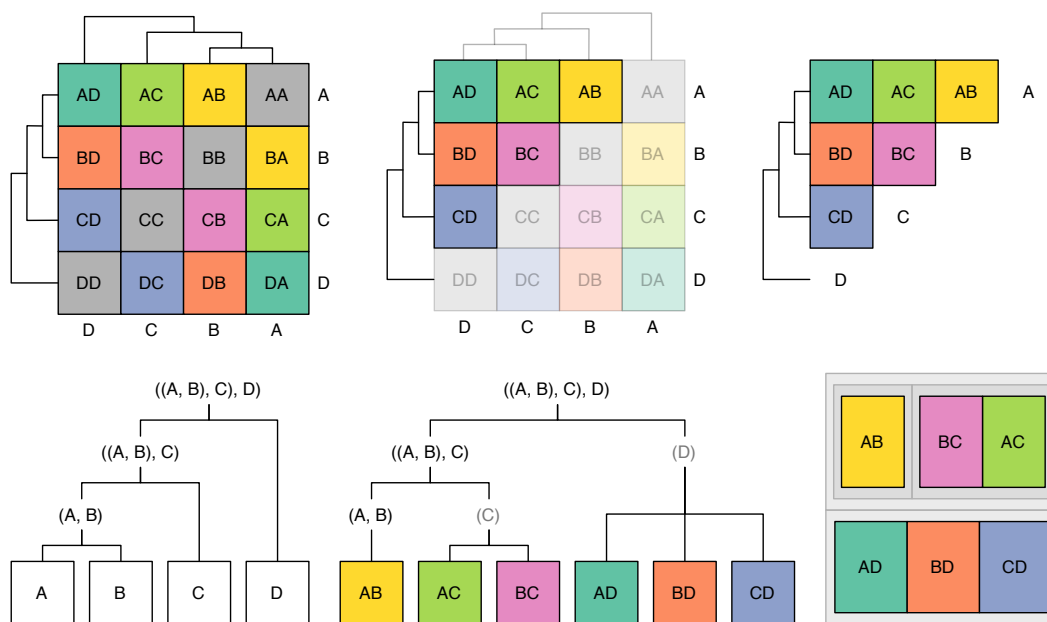 AD AC AB AA A
BD BC BB BA B
CD CC CB CA C
DD DC DB DA D
D C B A
AD AC AB AA A
BD BC BB BA B
CD CC CB CA C
DD DC DB DA D
D C B A
AD AC AB A
BD BC B
CD C
D
((A, B), C), D)
((A, B), C)
(A, B)
A B C D
((A, B), C), D)
((A, B), C) (D)
(A, B) (C)
AB AC BC AD BD CD
AB BC AC
AD BD CD